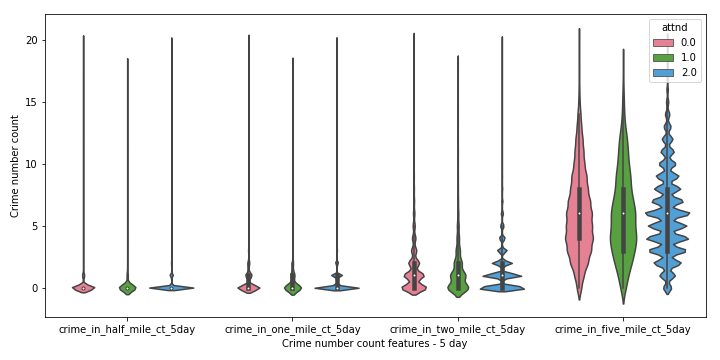 attnd
0.0
1.0
2.0
20
15
10
5
0
Crime number count
crime_in_half_mile_ct_5day
crime_in_one_mile_ct_5day
crime_in_two_mile_ct_5day
crime_in_five_mile_ct_5day
Crime number count features - 5 day